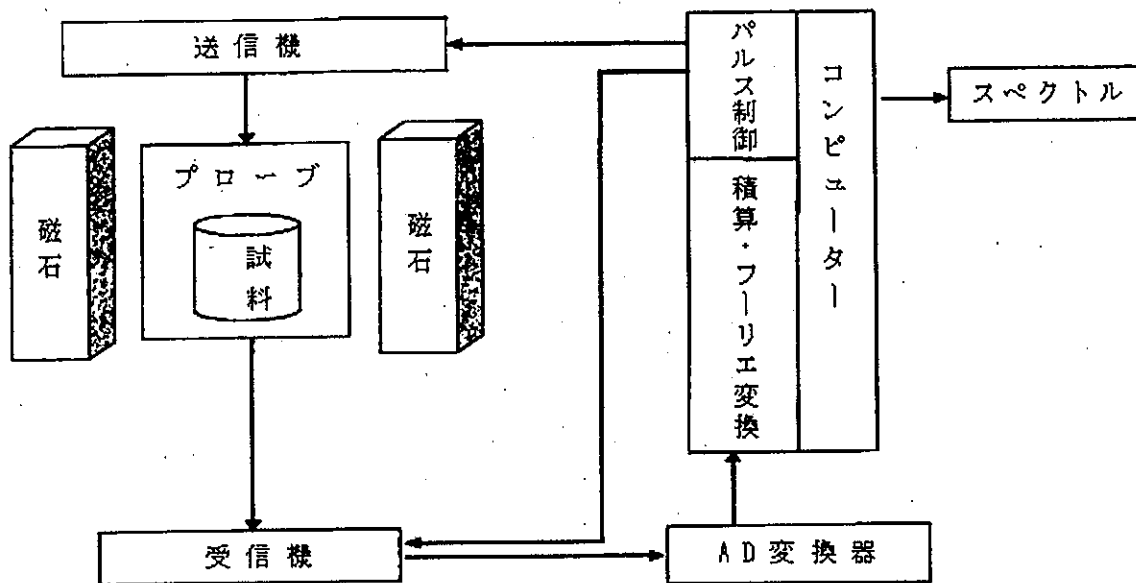 送信機
パルス制御
コンピューター
スペクトル
磁石
プローブ
試料
磁石
積算・フーリエ変換
受信機
AD変換器